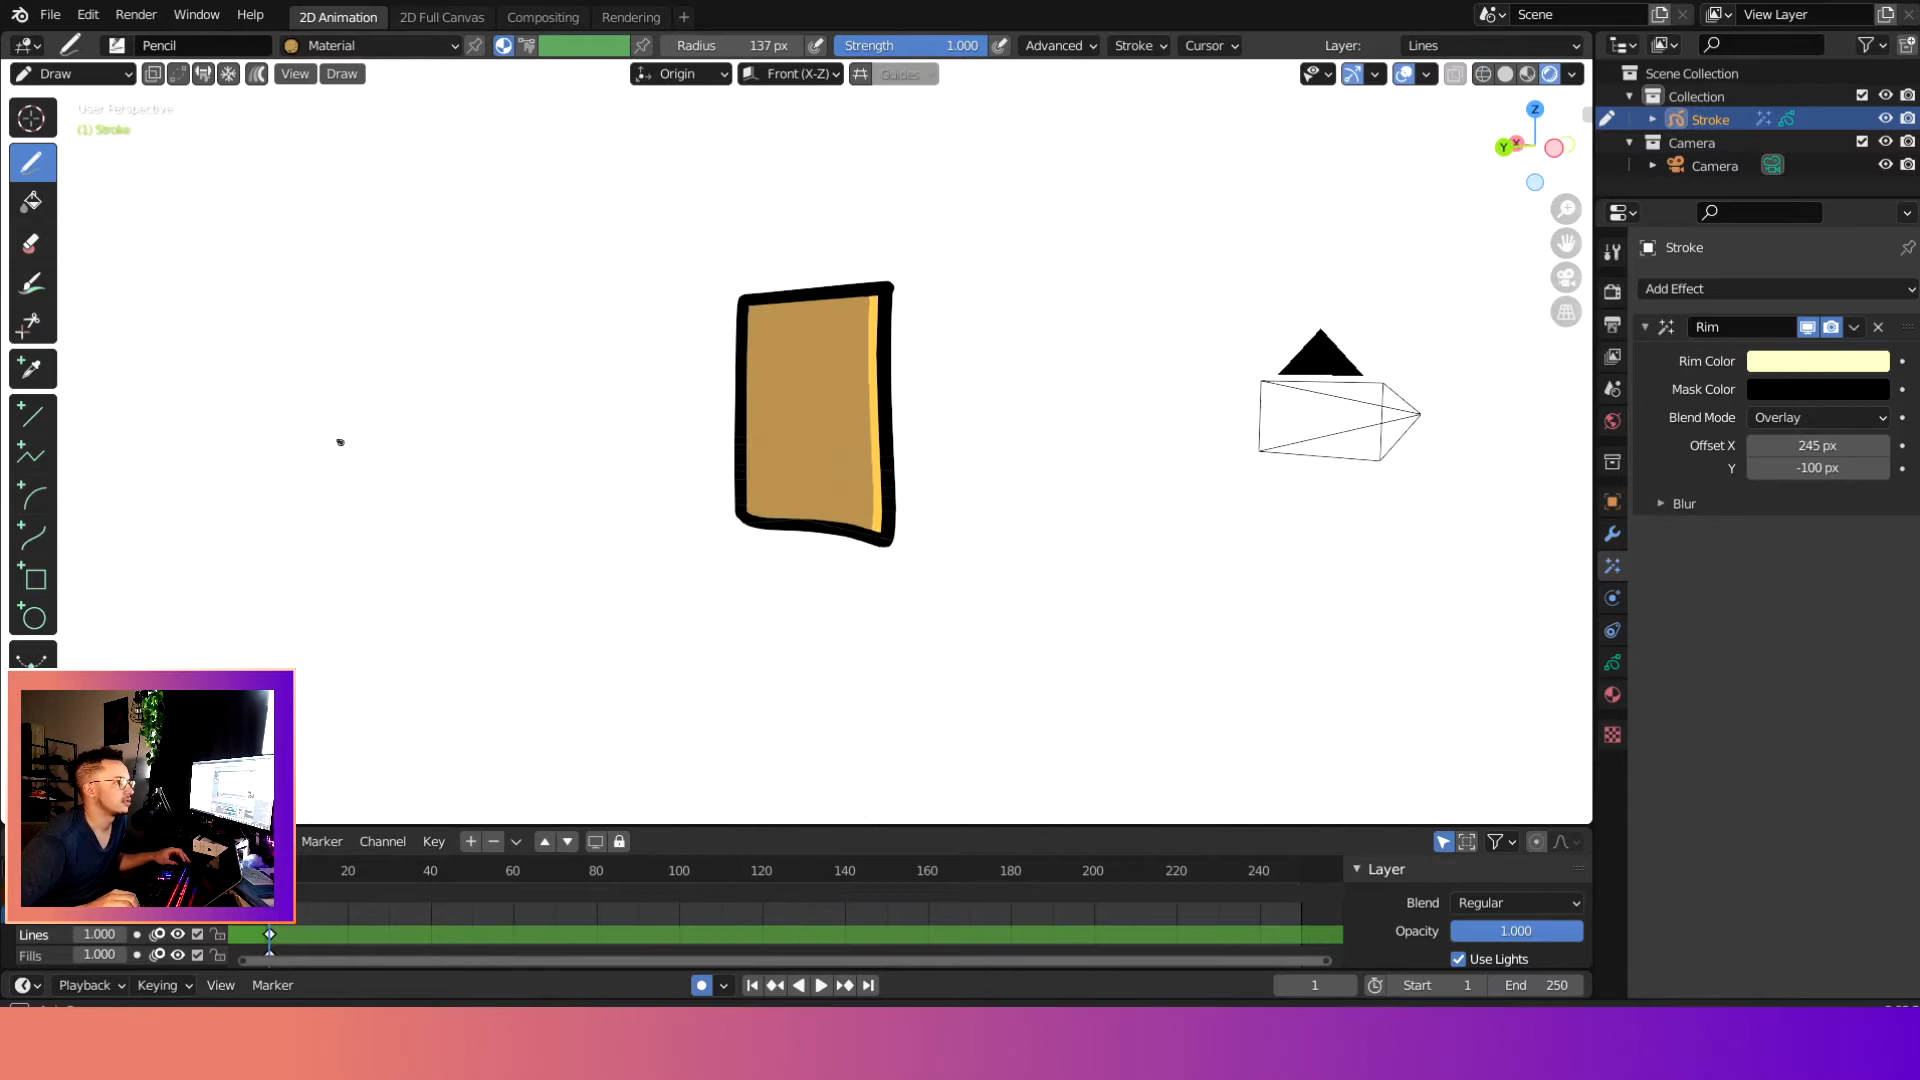 File Edit Render Window Help 2D Animation 2D Full Canvas Compositing Rendering + Scene View Layer
Pencil Material Radius 137 px Strength 1.000 Advanced Stroke Cursor Layer: Lines
Draw View Draw Origin Front (X-Z) Guides
User Perspective
(1) Stroke
Z
Y X
Scene Collection
Collection
Stroke
Camera
Camera
Stroke
Add Effect
Rim
Rim Color
Mask Color
Blend Mode Overlay
Offset X 245 px
Y -100 px
Blur
Marker Channel Key
20 40 60 80 100 120 140 160 180 200 220 240
Layer
Blend Regular
Opacity 1.000
Use Lights
Lines 1.000
Fills 1.000
Playback Keying View Marker 1 Start 1 End 250